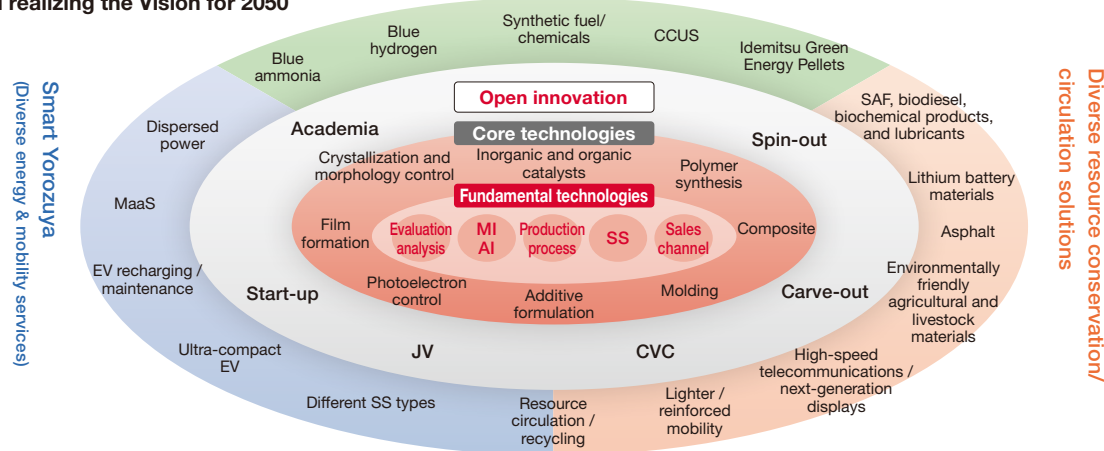 realizing the Vision for 2050
Synthetic fuel/
chemicals
Blue
hydrogen
CCUS
Idemitsu Green
Energy Pellets
Blue
ammonia
Smart Yorozuya
(Diverse energy & mobility services)
Diverse resource conservation/
circulation solutions
Open innovation
SAF, biodiesel,
biochemical products,
and lubricants
Dispersed
power
Academia
Core technologies
Spin-out
Crystallization and
morphology control
Inorganic and organic
catalysts
Polymer
synthesis
Lithium battery
materials
Fundamental technologies
MaaS
Film
formation
Evaluation
analysis
MI
AI
Production
process
SS
Sales
channel
Composite
Asphalt
EV recharging /
maintenance
Start-up
Photoelectron
control
Additive
formulation
Molding
Carve-out
Environmentally
friendly
agricultural and
livestock
materials
Ultra-compact
EV
JV
CVC
High-speed
telecommunications /
next-generation
displays
Different SS types
Resource
circulation /
recycling
Lighter /
reinforced
mobility